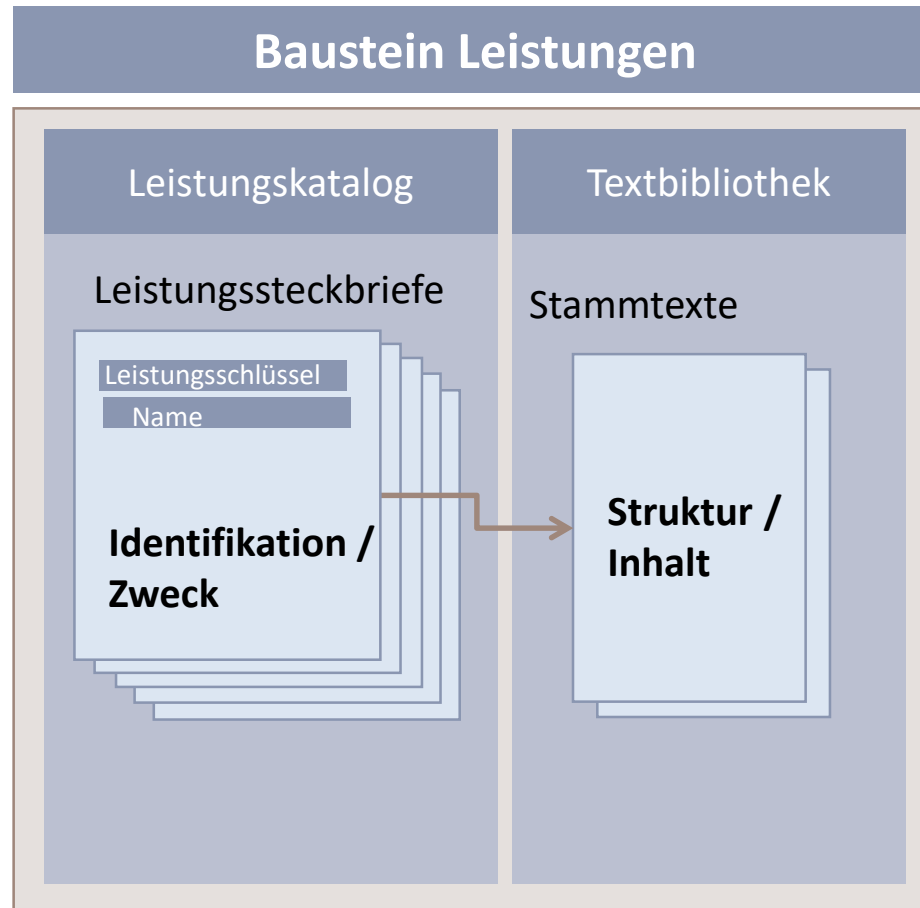 Baustein Leistungen
Leistungskatalog
Leistungssteckbriefe
Leistungsschlüssel
Name
Identifikation /
Zweck
Textbibliothek
Stammtexte
Struktur /
Inhalt